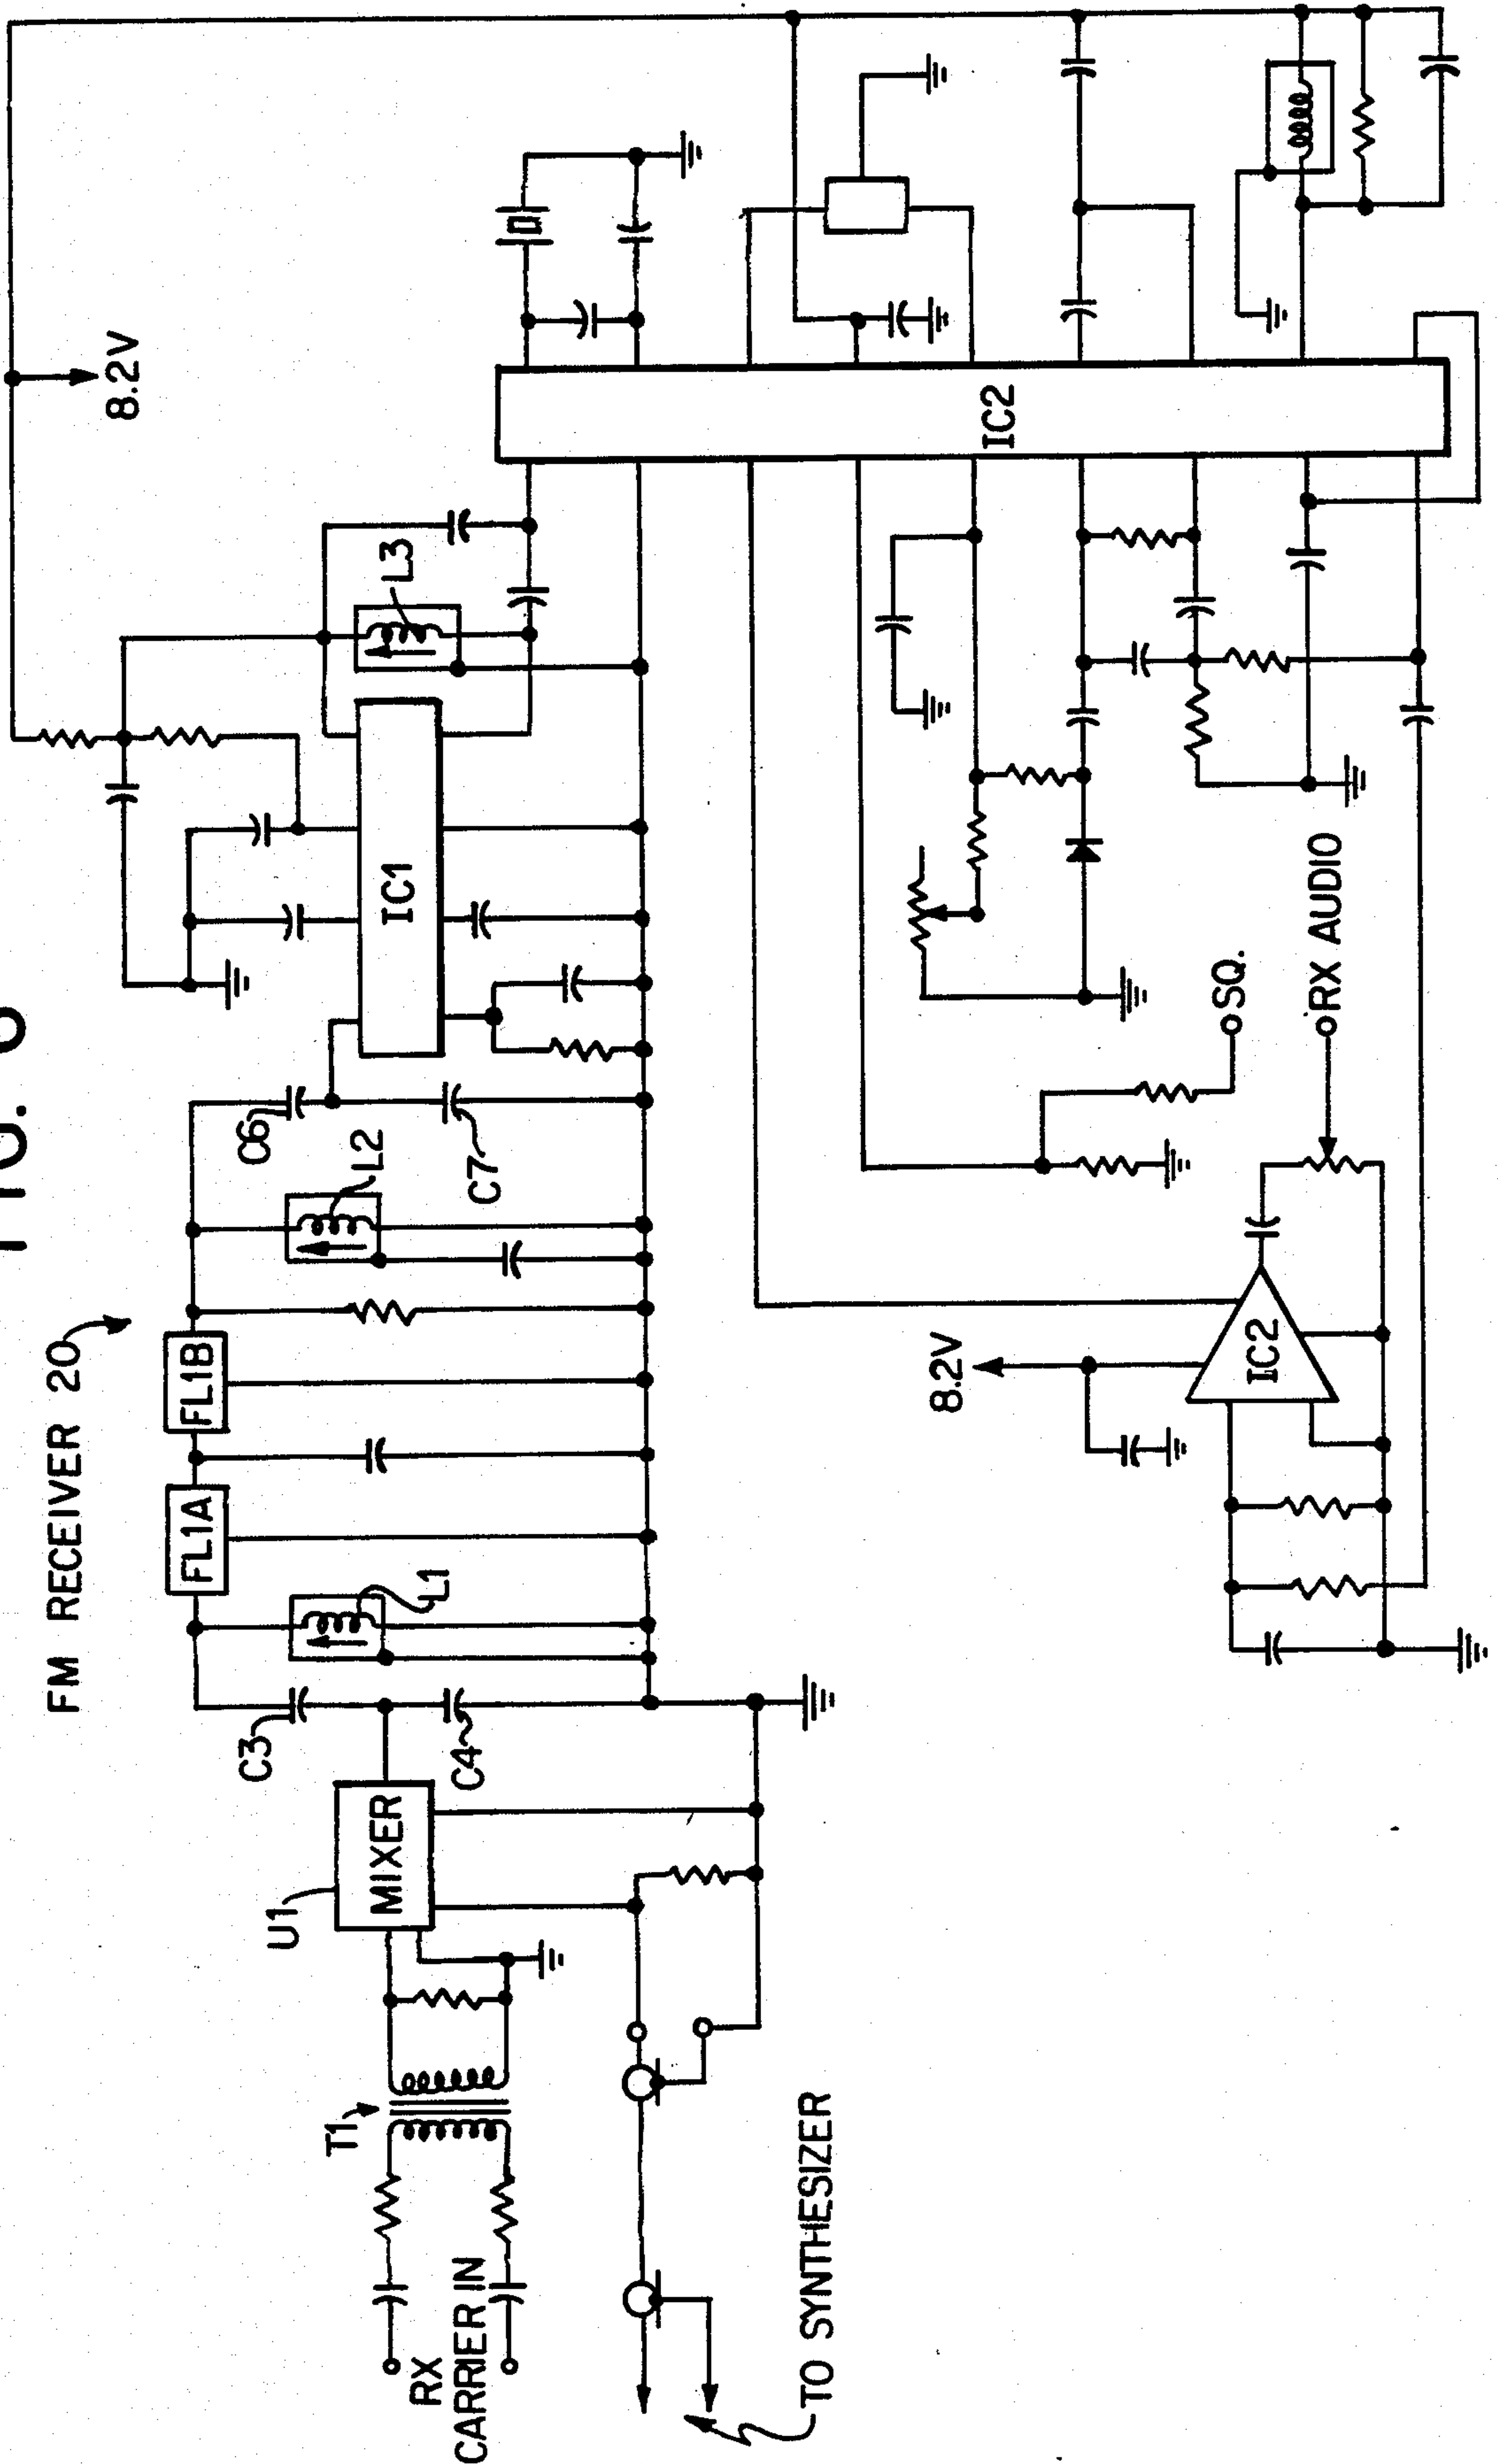 FM RECEIVER 20
RX
CARRIER IN
T1
U1
MIXER
C3
C4
L1
FL1A
FL1B
L2
C6
C7
IC1
L3
8.2V
IC2
TO SYNTHESIZER
8.2V
IC2
SQ.
RX AUDIO